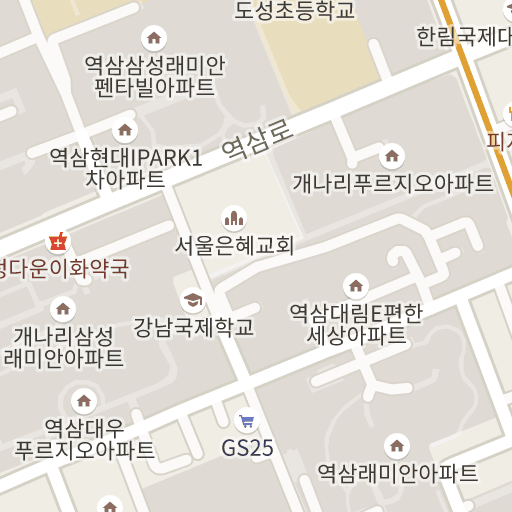 도성초등학교
한림국제대
역삼삼성래미안
펜타빌아파트
역삼로
피자
역삼현대IPARK1
차아파트
개나리푸르지오아파트
서울은혜교회
정다운이화약국
역삼대림E편한
세상아파트
강남국제학교
개나리삼성
래미안아파트
역삼대우
푸르지오아파트
GS25
역삼래미안아파트